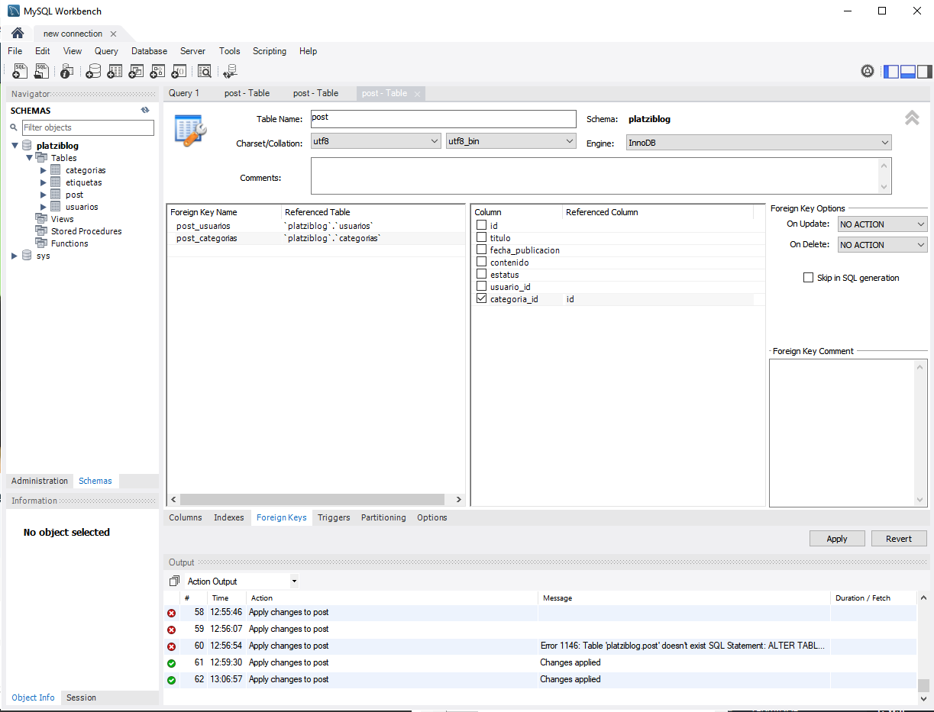 MySQL Workbench
new connection
File Edit View Query Database Server Tools Scripting Help
Navigator
SCHEMAS
Filter objects
platziblog
Tables
categorias
etiquetas
post
usuarios
Views
Stored Procedures
Functions
sys
Administration Schemas
Information
No object selected
Object Info Session
Query 1 post - Table post - Table post - Table
Table Name: post Schema: platziblog
Charset/Collation: utf8 utf8_bin Engine: InnoDB
Comments:
Foreign Key Name Referenced Table
post_usuarios `platziblog`.`usuarios`
post_categorias `platziblog`.`categorias`
Column Referenced Column
id
titulo
fecha_publicacion
contenido
estatus
usuario_id
categoria_id id
Foreign Key Options
On Update: NO ACTION
On Delete: NO ACTION
Skip in SQL generation
Foreign Key Comment
Columns Indexes Foreign Keys Triggers Partitioning Options
Apply Revert
Output
Action Output
# Time Action Message Duration / Fetch
58 12:55:46 Apply changes to post
59 12:56:07 Apply changes to post
60 12:56:54 Apply changes to post Error 1146: Table 'platziblog.post' doesn't exist SQL Statement: ALTER TABL...
61 12:59:30 Apply changes to post Changes applied
62 13:06:57 Apply changes to post Changes applied